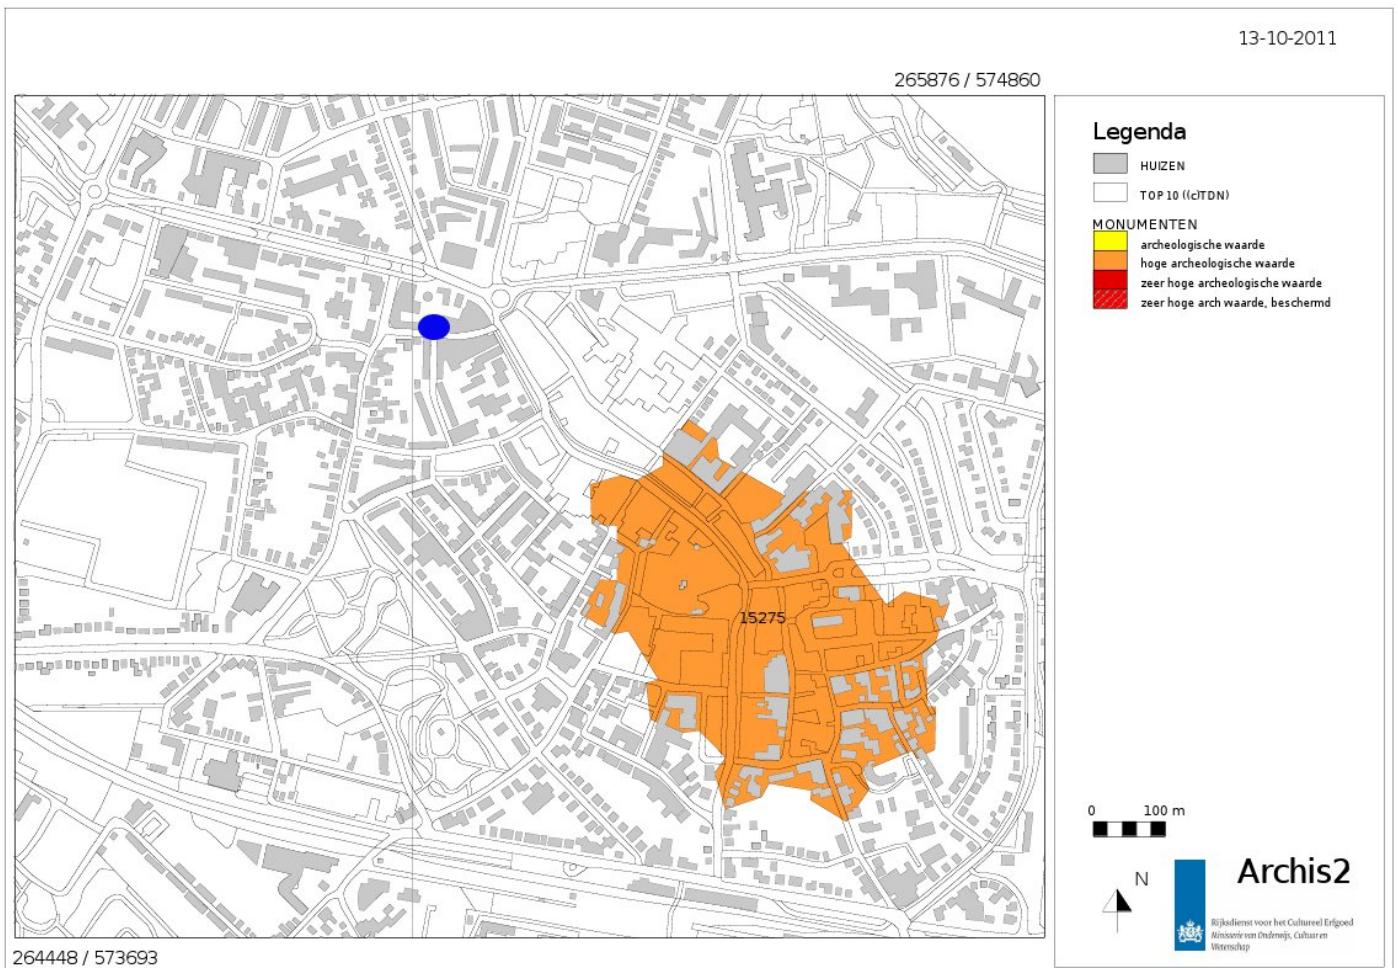 13-10-2011
265876 / 574860
Legenda
HUIZEN
TOP 10 ((c)TDN)
MONUMENTEN
archeologische waarde
hoge archeologische waarde
zeer hoge archeologische waarde
zeer hoge arch waarde, beschermd
15275
0 100 m
N
Archis2
Rijksdienst voor het Cultureel Erfgoed
Ministerie van Onderwijs, Cultuur en
Wetenschap
264448 / 573693